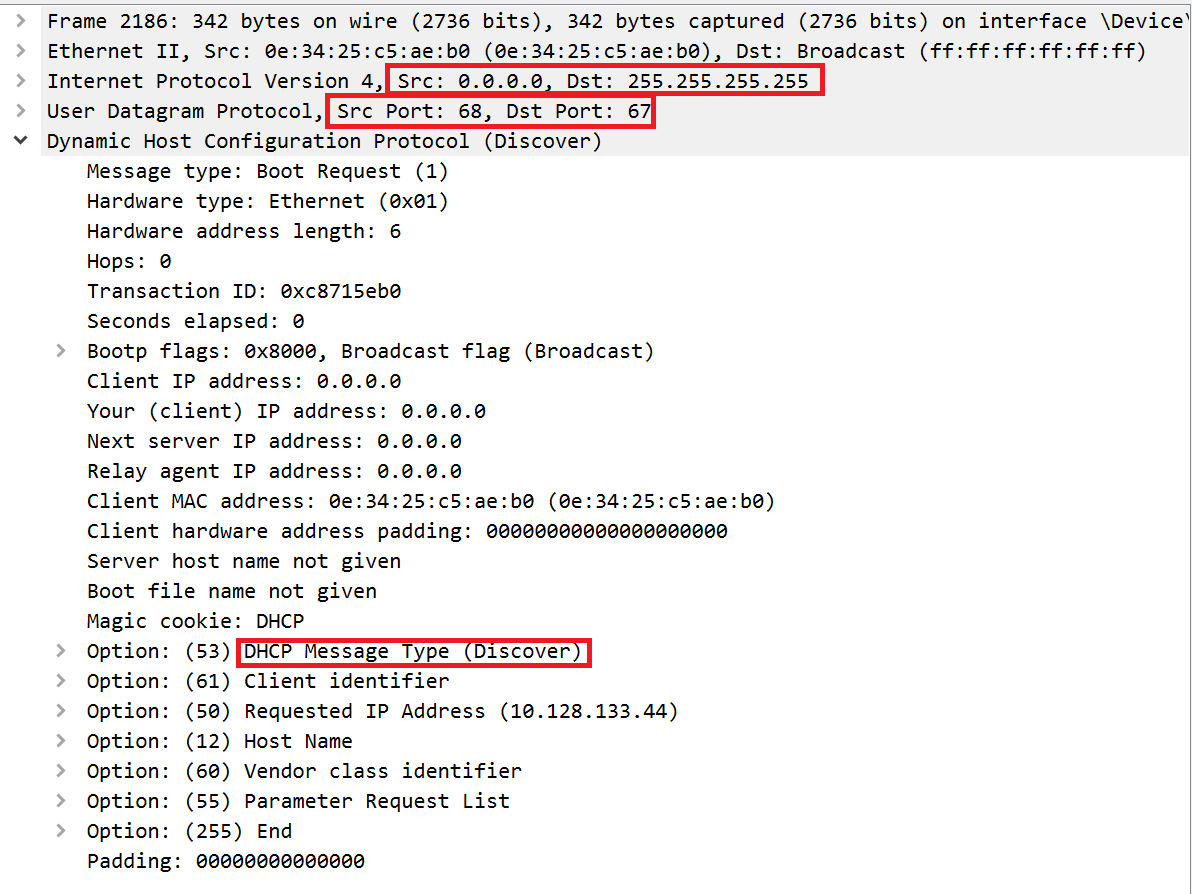 Frame 2186: 342 bytes on wire (2736 bits), 342 bytes captured (2736 bits) on interface \Device\
Ethernet II, Src: 0e:34:25:c5:ae:b0 (0e:34:25:c5:ae:b0), Dst: Broadcast (ff:ff:ff:ff:ff:ff)
Internet Protocol Version 4, Src: 0.0.0.0, Dst: 255.255.255.255
User Datagram Protocol, Src Port: 68, Dst Port: 67
Dynamic Host Configuration Protocol (Discover)
Message type: Boot Request (1)
Hardware type: Ethernet (0x01)
Hardware address length: 6
Hops: 0
Transaction ID: 0xc8715eb0
Seconds elapsed: 0
Bootp flags: 0x8000, Broadcast flag (Broadcast)
Client IP address: 0.0.0.0
Your (client) IP address: 0.0.0.0
Next server IP address: 0.0.0.0
Relay agent IP address: 0.0.0.0
Client MAC address: 0e:34:25:c5:ae:b0 (0e:34:25:c5:ae:b0)
Client hardware address padding: 00000000000000000000
Server host name not given
Boot file name not given
Magic cookie: DHCP
Option: (53) DHCP Message Type (Discover)
Option: (61) Client identifier
Option: (50) Requested IP Address (10.128.133.44)
Option: (12) Host Name
Option: (60) Vendor class identifier
Option: (55) Parameter Request List
Option: (255) End
Padding: 00000000000000